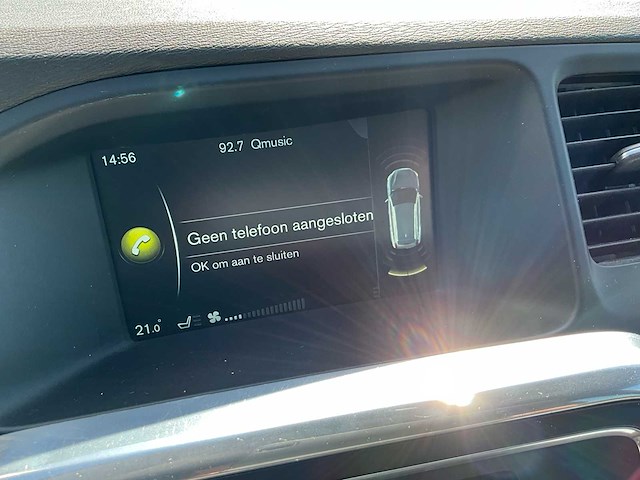 14:56
92.7 Qmusic
Geen telefoon aangesloten
OK om aan te sluiten
21.0°